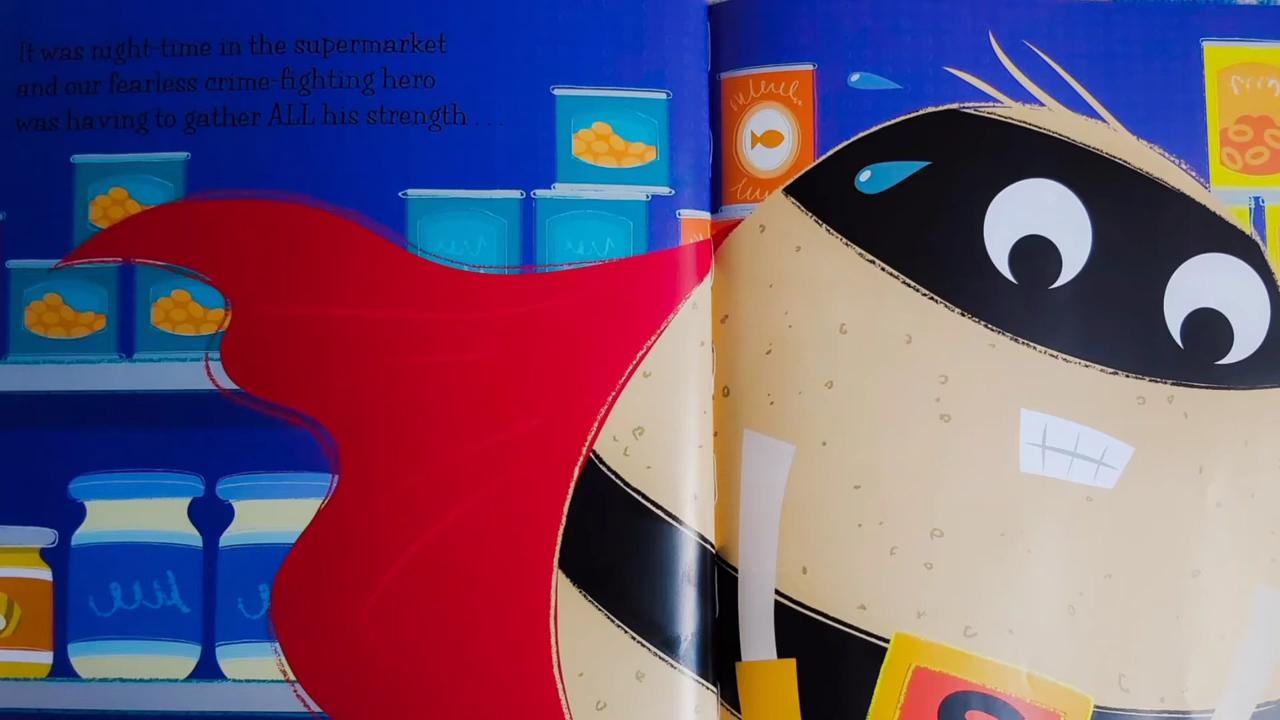 It was night-time in the supermarket
and our fearless crime-fighting hero
was having to gather ALL his strength . . .
S